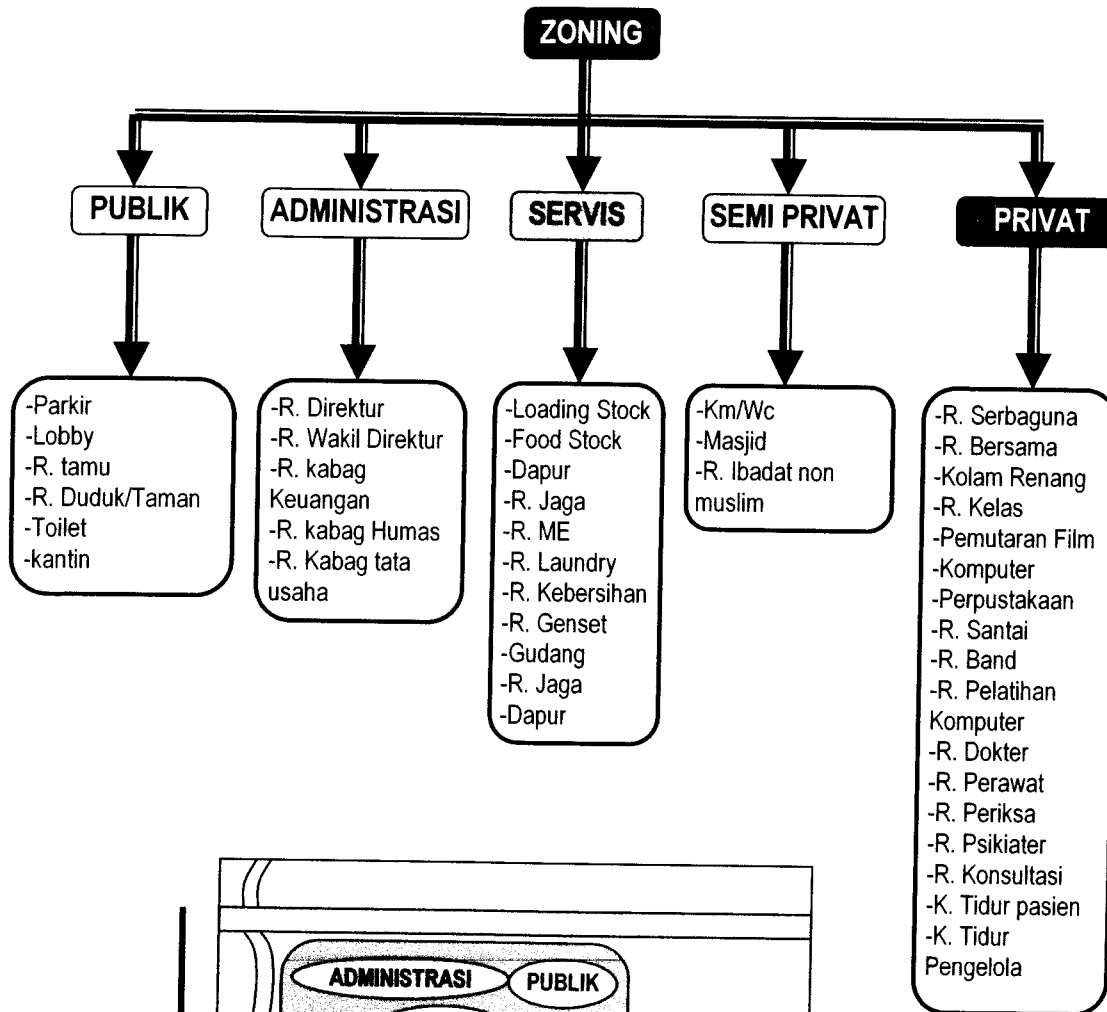 ZONING
PUBLIK
ADMINISTRASI
SERVIS
SEMI PRIVAT
PRIVAT
-Parkir
-Lobby
-R. tamu
-R. Duduk/Taman
-Toilet
-kantin
-R. Direktur
-R. Wakil Direktur
-R. kabag
Keuangan
-R. kabag Humas
-R. Kabag tata
usaha
-Loading Stock
-Food Stock
-Dapur
-R. Jaga
-R. ME
-R. Laundry
-R. Kebersihan
-R. Genset
-Gudang
-R. Jaga
-Dapur
-Km/Wc
-Masjid
-R. Ibadat non
muslim
-R. Serbaguna
-R. Bersama
-Kolam Renang
-R. Kelas
-Pemutaran Film
-Komputer
-Perpustakaan
-R. Santai
-R. Band
-R. Pelatihan
Komputer
-R. Dokter
-R. Perawat
-R. Periksa
-R. Psikiater
-R. Konsultasi
-K. Tidur pasien
-K. Tidur
Pengelola
ADMINISTRASI
PUBLIK